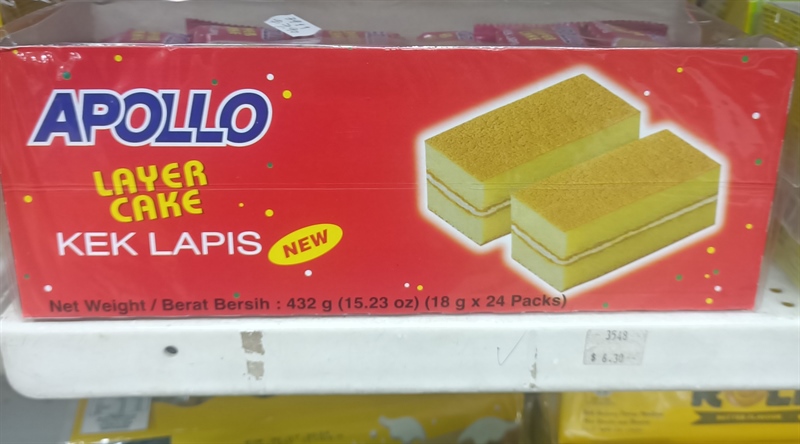 APOLLO
LAYER
CAKE
KEK LAPIS
NEW
Net Weight / Berat Bersih : 432 g (15.23 oz) (18 g x 24 Packs)
3549
$ 6.30